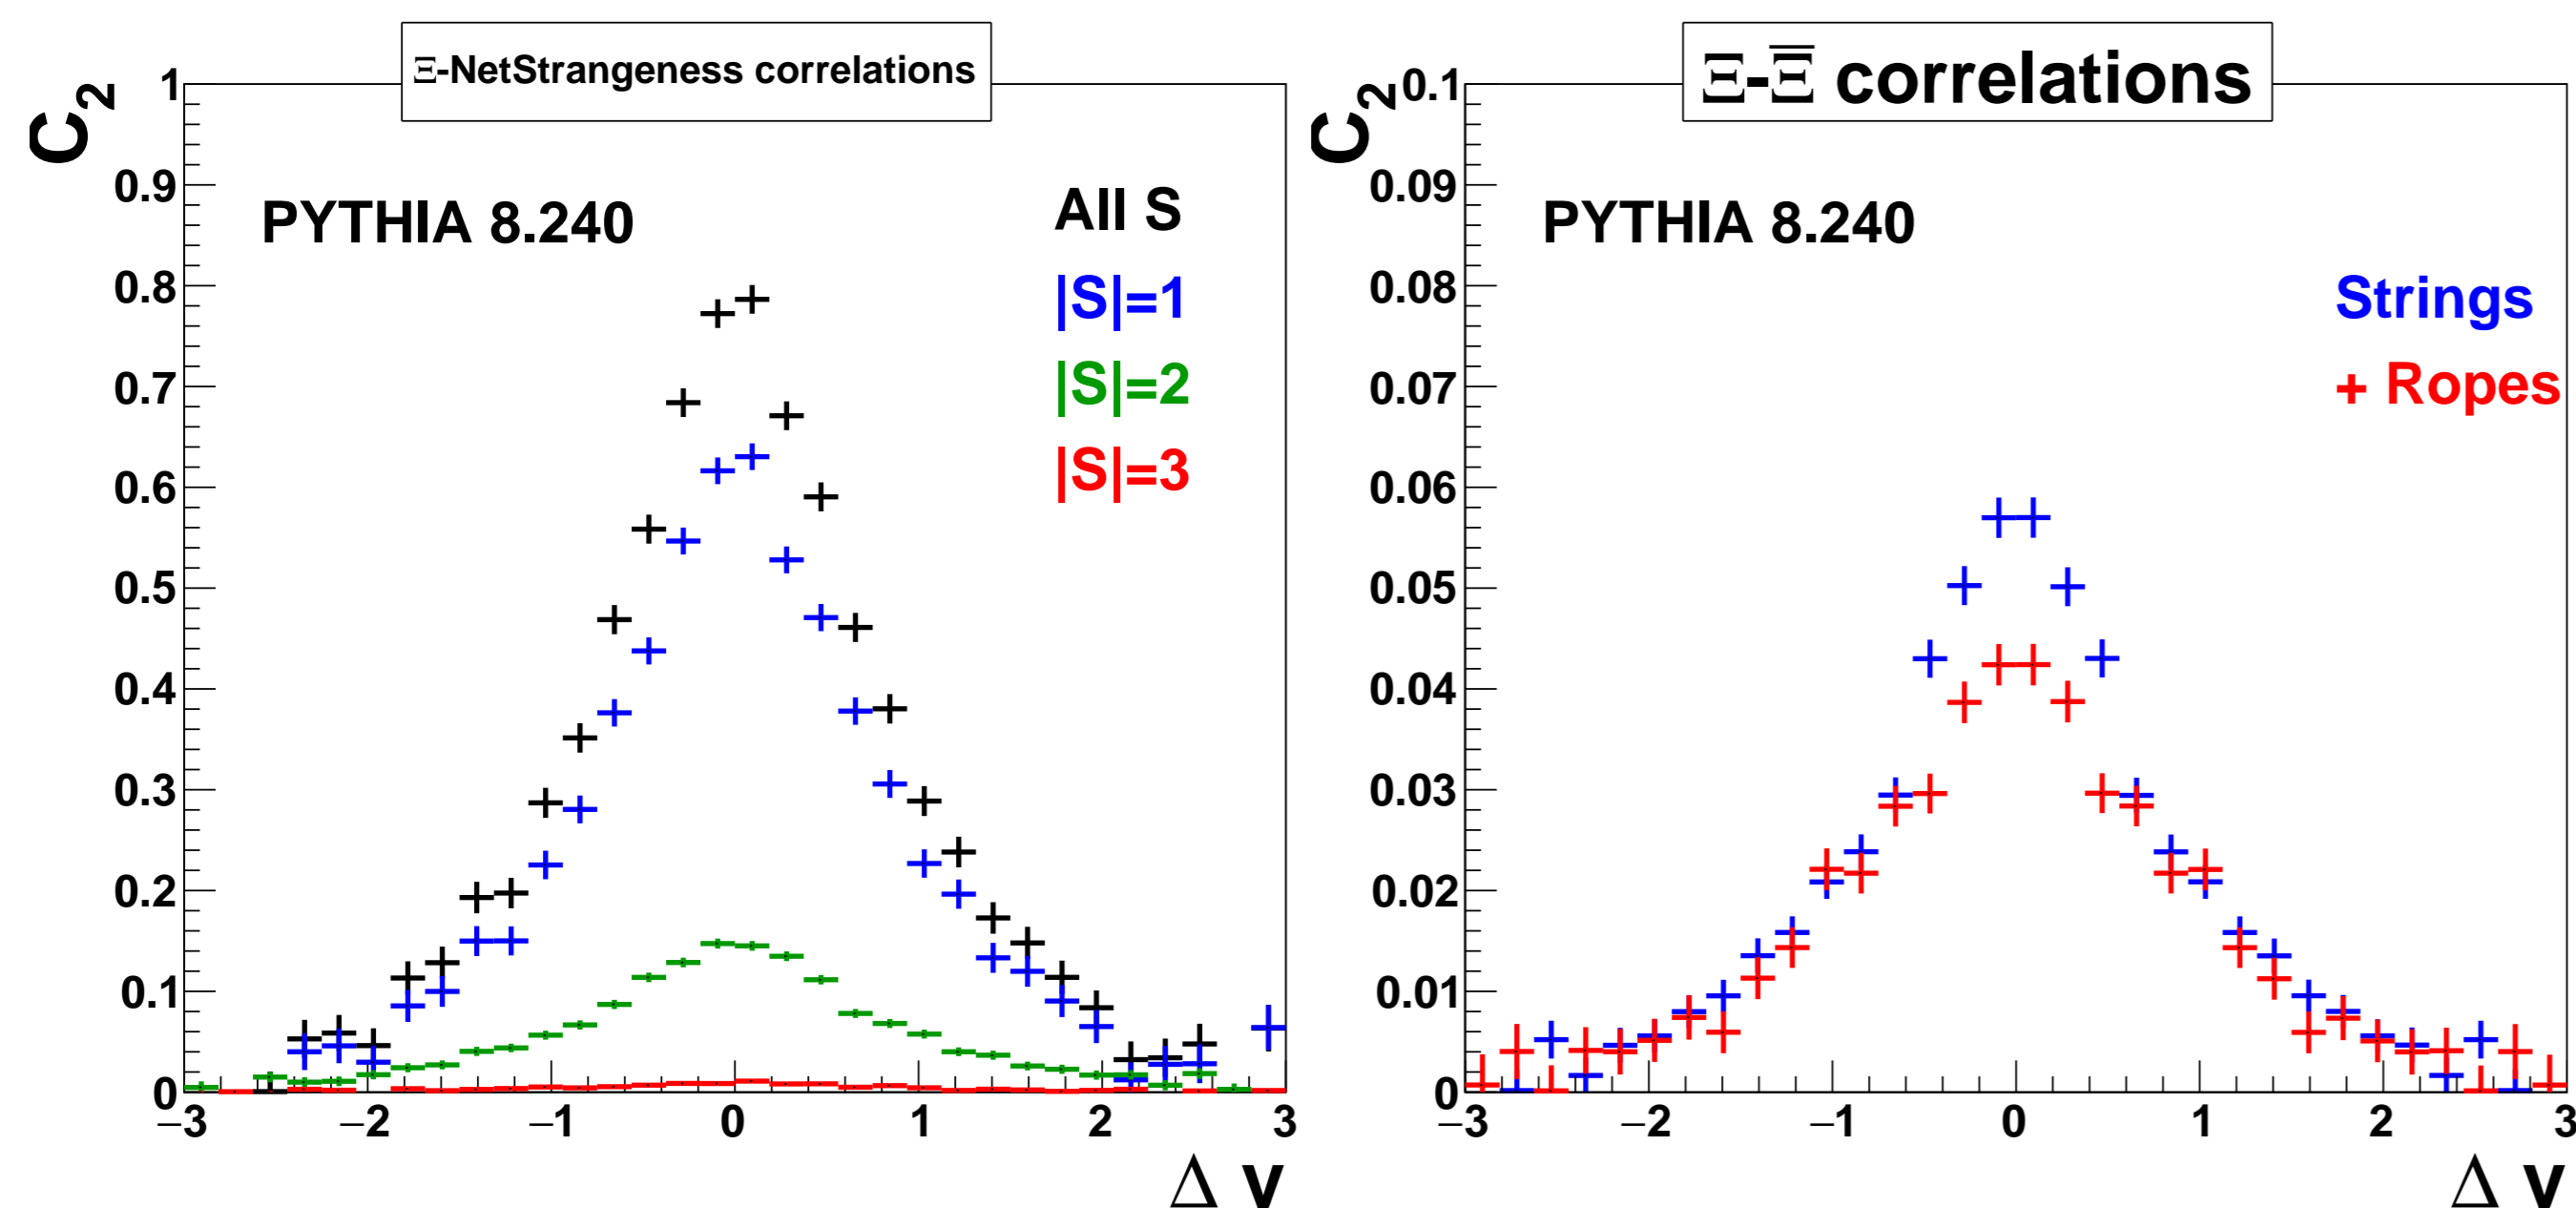 Ξ-NetStrangeness correlations
C2
1
0.9
0.8
0.7
0.6
0.5
0.4
0.3
0.2
0.1
0
PYTHIA 8.240
All S
|S|=1
|S|=2
|S|=3
−3 −2 −1 0 1 2 3
Δ v
Ξ-Ξ̅ correlations
C2
0.1
0.09
0.08
0.07
0.06
0.05
0.04
0.03
0.02
0.01
0
PYTHIA 8.240
Strings
+ Ropes
−3 −2 −1 0 1 2 3
Δ v